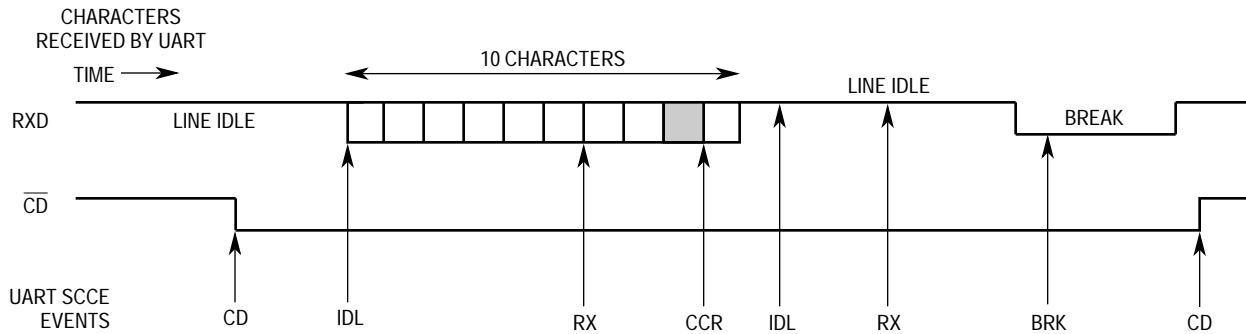 CHARACTERS
RECEIVED BY UART
TIME
10 CHARACTERS
RXD
LINE IDLE
LINE IDLE
BREAK
CD
UART SCCE
EVENTS
CD
IDL
RX
CCR
IDL
RX
BRK
CD